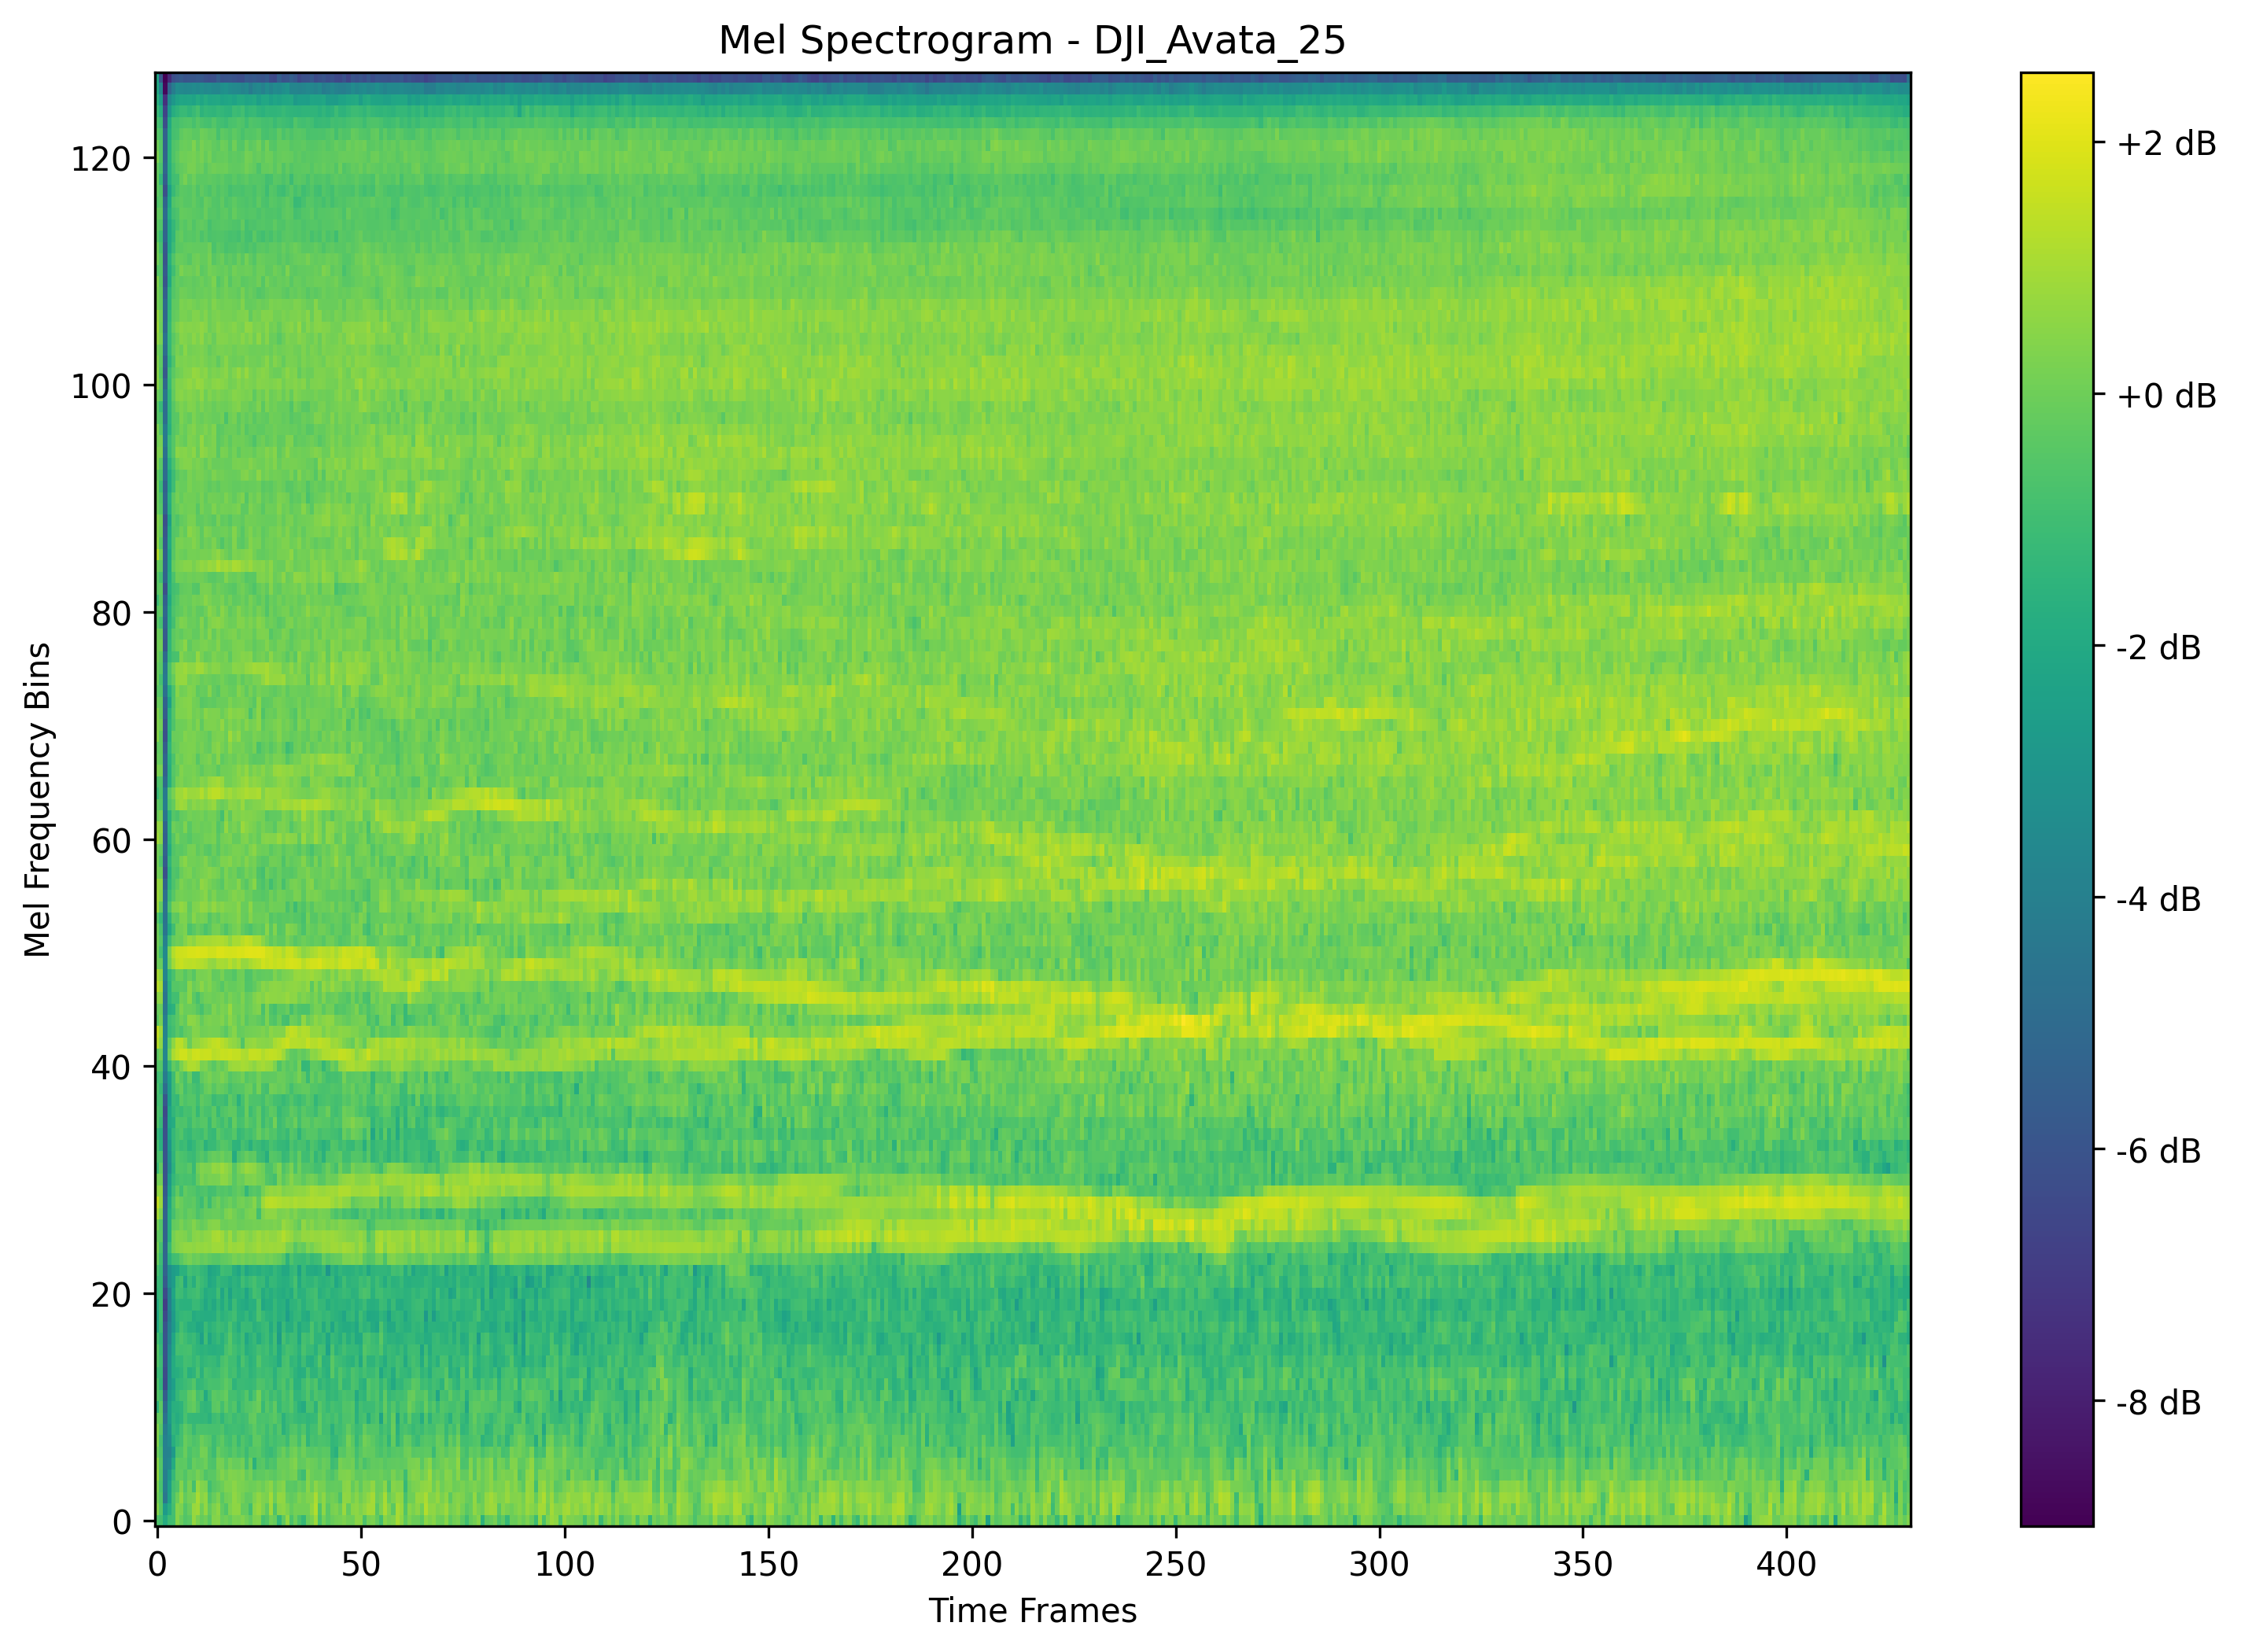 Mel Spectrogram - DJI_Avata_25
Mel Frequency Bins
120
100
80
60
40
20
0
0 50 100 150 200 250 300 350 400
Time Frames
+2 dB
+0 dB
-2 dB
-4 dB
-6 dB
-8 dB